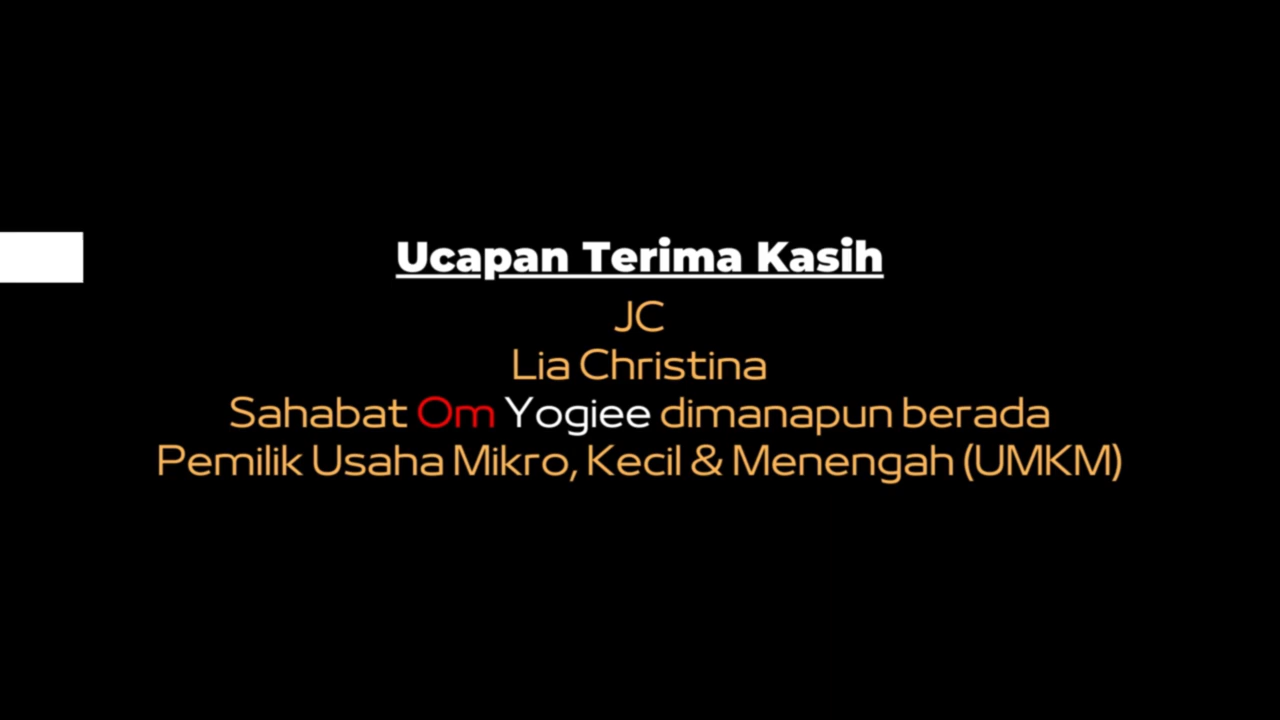 Ucapan Terima Kasih
JC
Lia Christina
Sahabat Om Yogiee dimanapun berada
Pemilik Usaha Mikro, Kecil & Menengah (UMKM)